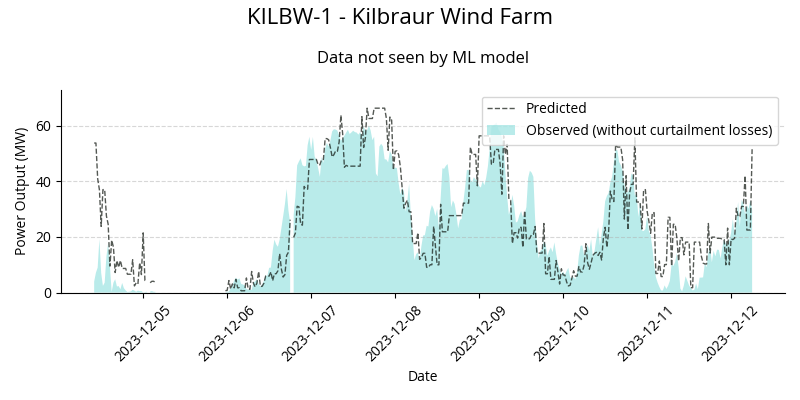 KILBW-1 - Kilbraur Wind Farm
Data not seen by ML model
Predicted
Observed (without curtailment losses)
Power Output (MW)
60
40
20
0
2023-12-05
2023-12-06
2023-12-07
2023-12-08
2023-12-09
2023-12-10
2023-12-11
2023-12-12
Date